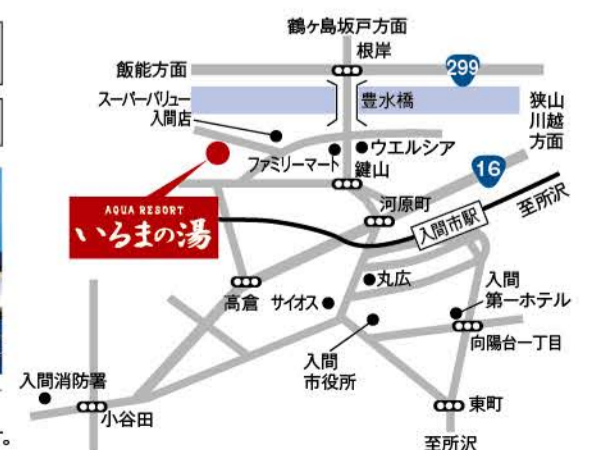 鶴ヶ島坂戸方面
根岸
飯能方面
299
スーパーバリュー
入間店
豊水橋
狭山
川越
方面
ファミリーマート
ウエルシア
鍵山
16
AQUA RESORT
いるまの湯
河原町
入間市駅
至所沢
高倉
サイオス
丸広
入間
第一ホテル
向陽台一丁目
入間
市役所
入間消防署
小谷田
東町
至所沢
。